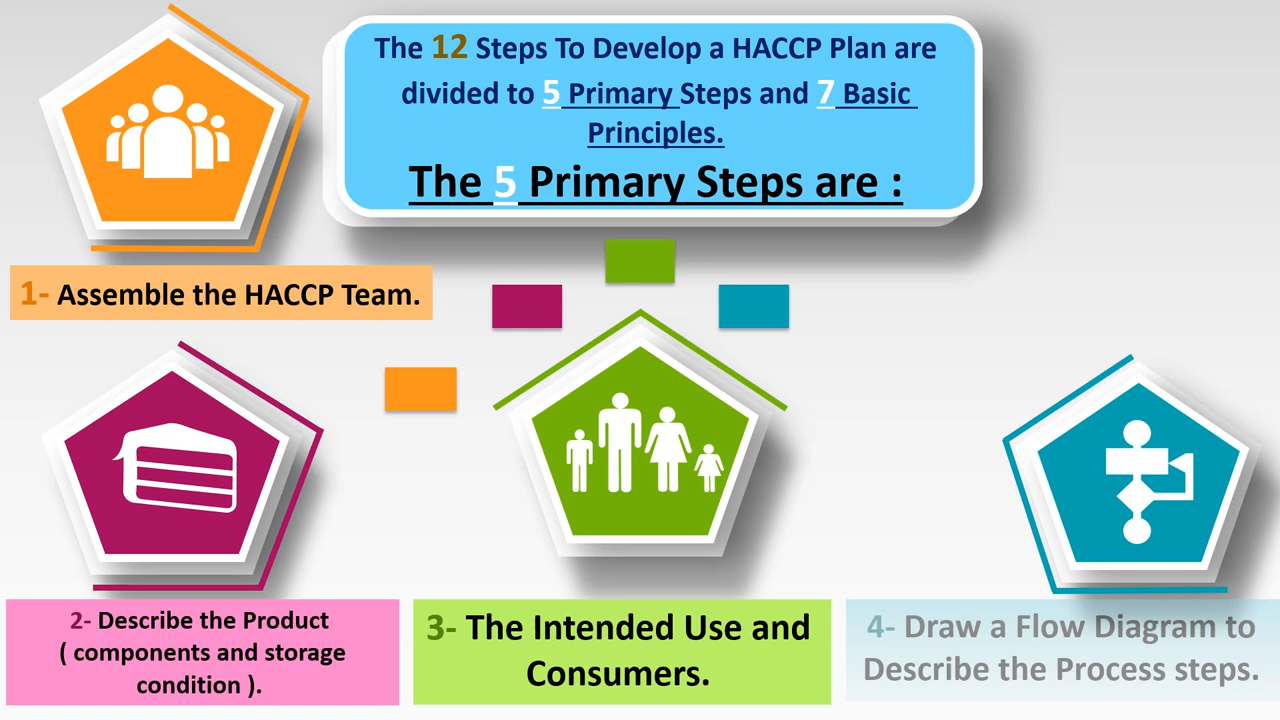 The 12 Steps To Develop a HACCP Plan are
divided to 5 Primary Steps and 7 Basic
Principles.
The 5 Primary Steps are :
1- Assemble the HACCP Team.
2- Describe the Product
( components and storage
condition ).
3- The Intended Use and
Consumers.
4- Draw a Flow Diagram to
Describe the Process steps.